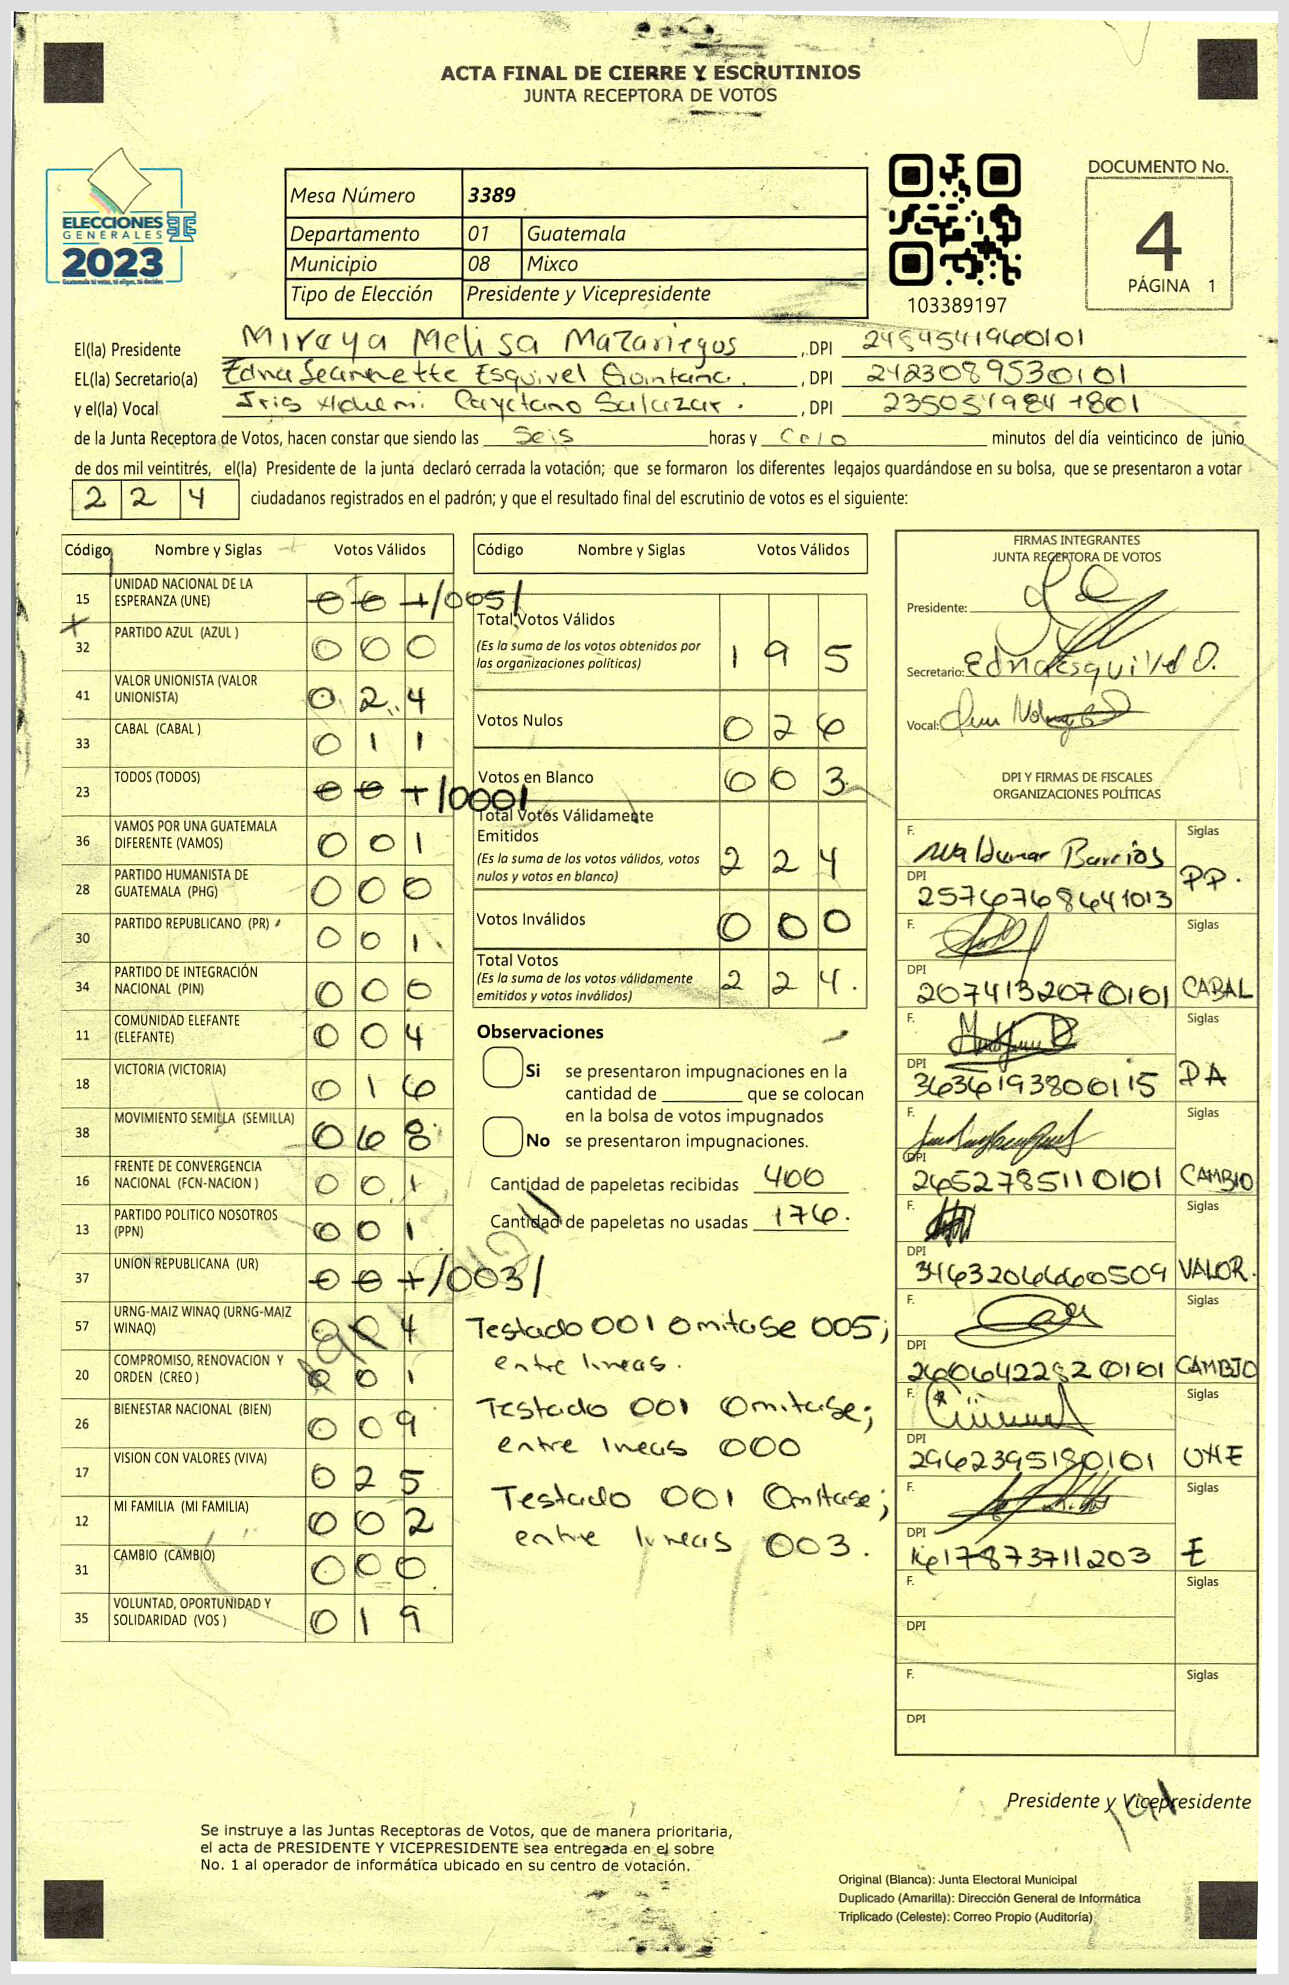 ACTA FINAL DE CIERRE Y ESCRUTINIOS
JUNTA RECEPTORA DE VOTOS
ELECCIONES
GENERALES
2023
Guatemala tú votas, tú eliges, tú decides
Mesa Número 3389
Departamento 01 Guatemala
Municipio 08 Mixco
Tipo de Elección Presidente y Vicepresidente
103389197
DOCUMENTO No.
4
PÁGINA 1
El(la) Presidente Mireya Melisa Mazariegos , DPI 2484541960101
EL(la) Secretario(a) Edna Jeannette Esquivel Quintana. , DPI 2423089530101
y el(la) Vocal Iris Cayetano Salazar. , DPI
de la Junta Receptora de Votos, hacen constar que siendo las Seis horas y Cero minutos del día veinticinco de junio
de dos mil veintitrés, el(la) Presidente de la junta declaró cerrada la votación; que se formaron los diferentes legajos guardándose en su bolsa, que se presentaron a votar
2 2 4 ciudadanos registrados en el padrón; y que el resultado final del escrutinio de votos es el siguiente:
Código Nombre y Siglas Votos Válidos
15 UNIDAD NACIONAL DE LA ESPERANZA (UNE) 0 0 1 /005/
32 PARTIDO AZUL (AZUL ) 0 0 0
41 VALOR UNIONISTA (VALOR UNIONISTA) 0 2 4
33 CABAL (CABAL ) 0 1 1
23 TODOS (TODOS) 0 0 1 /000/
36 VAMOS POR UNA GUATEMALA DIFERENTE (VAMOS) 0 0 1
28 PARTIDO HUMANISTA DE GUATEMALA (PHG) 0 0 0
30 PARTIDO REPUBLICANO (PR) 0 0 1
34 PARTIDO DE INTEGRACIÓN NACIONAL (PIN) 0 0 0
11 COMUNIDAD ELEFANTE (ELEFANTE) 0 0 4
18 VICTORIA (VICTORIA) 0 1 6
38 MOVIMIENTO SEMILLA (SEMILLA) 0 6 8
16 FRENTE DE CONVERGENCIA NACIONAL (FCN-NACION ) 0 0 1
13 PARTIDO POLITICO NOSOTROS (PPN) 0 0 1
37 UNION REPUBLICANA (UR) 0 0 1 /003/
57 URNG-MAIZ WINAQ (URNG-MAIZ WINAQ) 0 0 4
20 COMPROMISO, RENOVACION Y ORDEN (CREO ) 0 0 1
26 BIENESTAR NACIONAL (BIEN) 0 0 9
17 VISION CON VALORES (VIVA) 0 2 5
12 MI FAMILIA (MI FAMILIA) 0 0 2
31 CAMBIO (CAMBIO) 0 0 0
35 VOLUNTAD, OPORTUNIDAD Y SOLIDARIDAD (VOS ) 0 1 9
Código Nombre y Siglas Votos Válidos
Total Votos Válidos 1 9 5
(Es la suma de los votos obtenidos por
las organizaciones políticas)
Votos Nulos 0 2 6
Votos en Blanco 0 0 3
Total Votos Válidamente
Emitidos 2 2 4
(Es la suma de los votos válidos, votos
nulos y votos en blanco)
Votos Inválidos 0 0 0
Total Votos 2 2 4.
(Es la suma de los votos válidamente
emitidos y votos inválidos)
Observaciones
Si se presentaron impugnaciones en la
cantidad de ________ que se colocan
en la bolsa de votos impugnados
No se presentaron impugnaciones.
Cantidad de papeletas recibidas 400
Cantidad de papeletas no usadas 176.
Testado 001 Omitase 005;
entre lineas.
Testado 001 Omitase;
entre lneas 000
Testado 001 Omitase;
entre lineas 003.
FIRMAS INTEGRANTES
JUNTA RECEPTORA DE VOTOS
Presidente:
Secretario: Edna Esquivel Q.
Vocal:
DPI Y FIRMAS DE FISCALES
ORGANIZACIONES POLÍTICAS
F. Waldemar Barrios Siglas
DPI 2576768641013 PP.
F. Siglas
DPI 2074132070101 CABAL
F. Siglas
DPI 3636193800115 PA
F. Siglas
DPI 2652785110101 CAMBIO
F. Siglas
DPI 3463206660509 VALOR.
F. Siglas
DPI 2606422820101 CAMBIO
F. Siglas
DPI 2962395180101 UNE
F. Siglas
DPI E
F. Siglas
DPI
F. Siglas
DPI
Presidente y Vicepresidente
Se instruye a las Juntas Receptoras de Votos, que de manera prioritaria,
el acta de PRESIDENTE Y VICEPRESIDENTE sea entregada en el sobre
No. 1 al operador de informática ubicado en su centro de votación.
Original (Blanca): Junta Electoral Municipal
Duplicado (Amarilla): Dirección General de Informática
Triplicado (Celeste): Correo Propio (Auditoría)